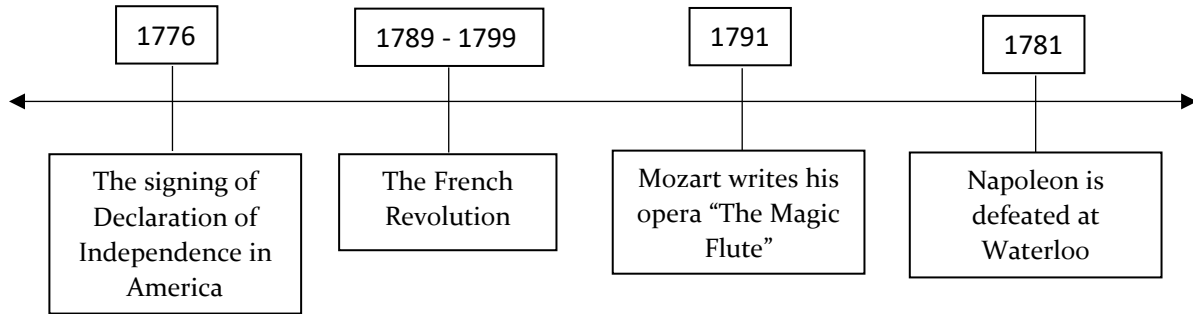 1776
1789 - 1799
1791
1781
The signing of
Declaration of
Independence in
America
The French
Revolution
Mozart writes his
opera “The Magic
Flute”
Napoleon is
defeated at
Waterloo